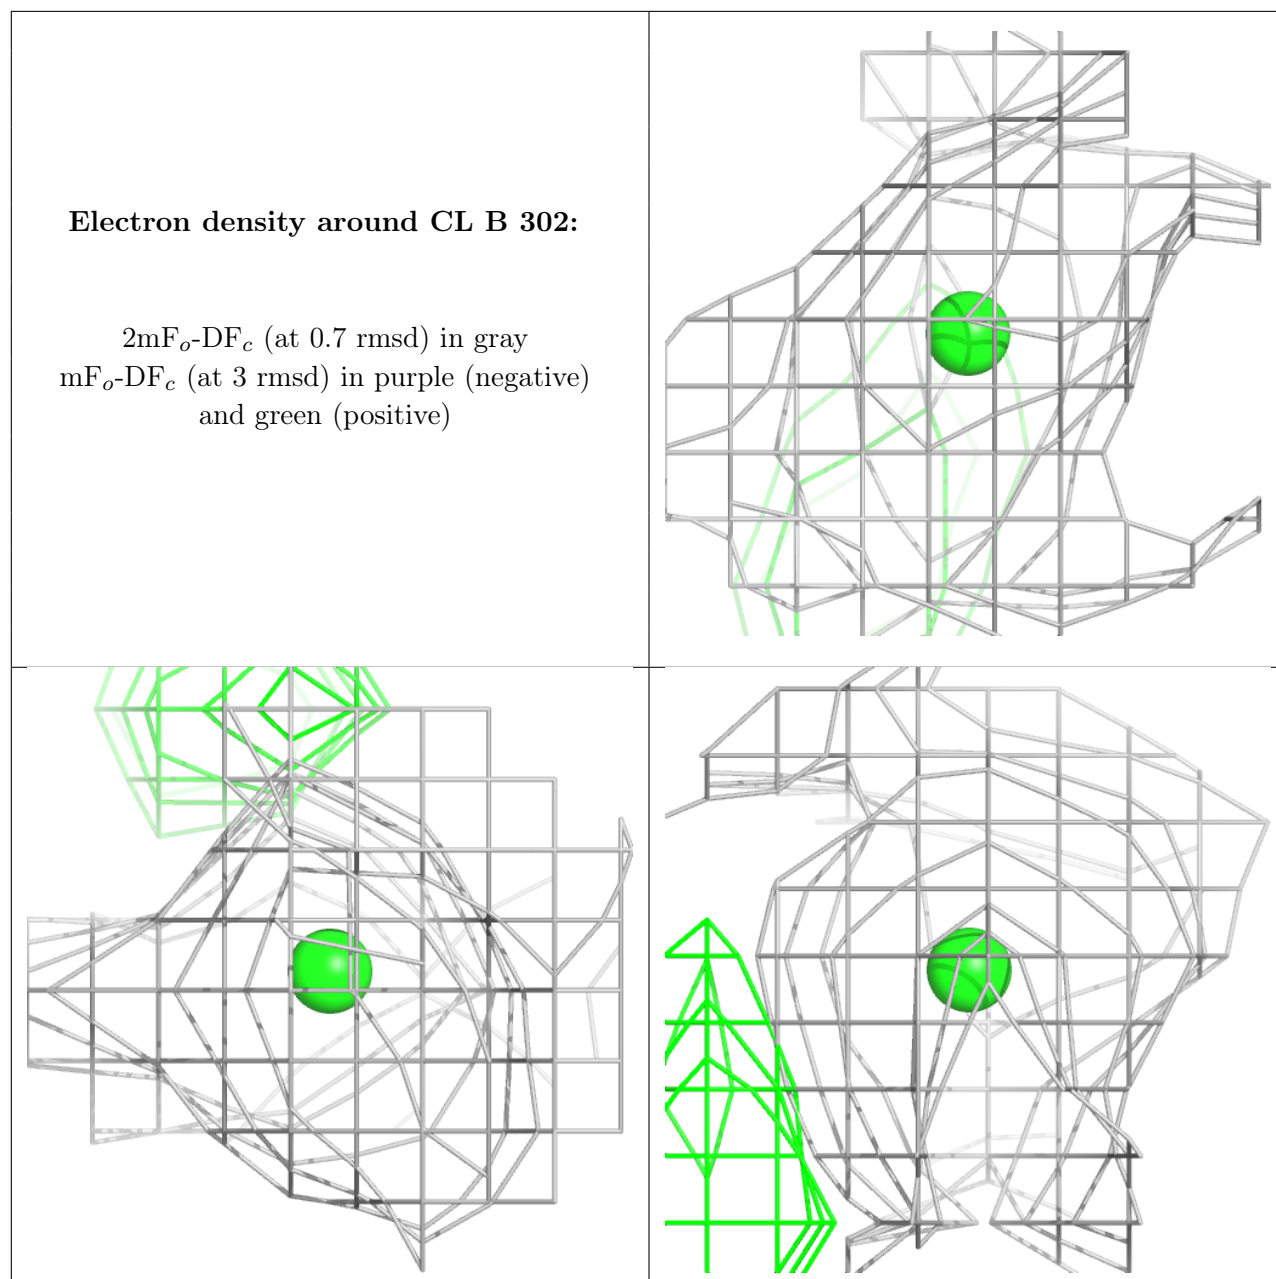 Electron density around CL B 302:
2mFo-DFc (at 0.7 rmsd) in gray
mFo-DFc (at 3 rmsd) in purple (negative)
and green (positive)